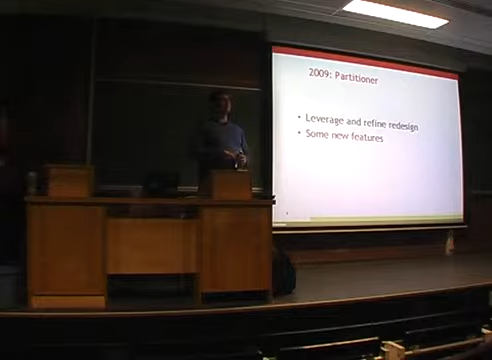 2009: Partitioner
• Leverage and refine redesign
• Some new features